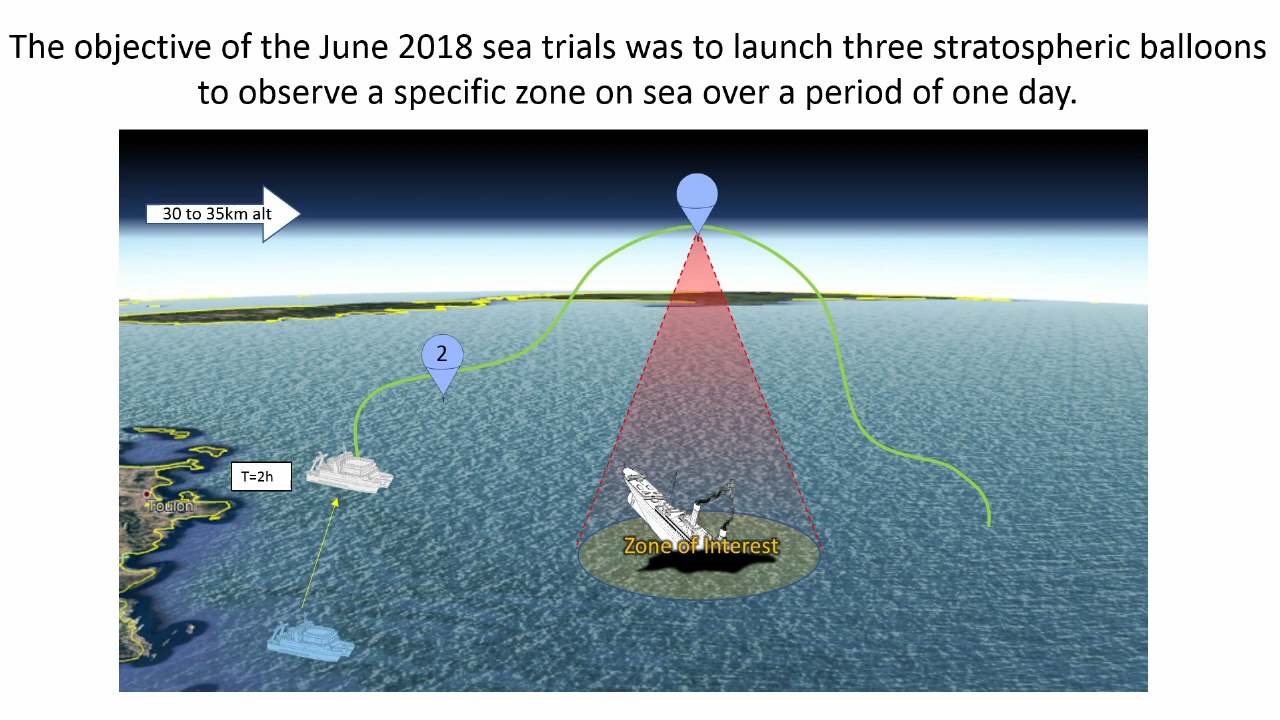 The objective of the June 2018 sea trials was to launch three stratospheric balloons
to observe a specific zone on sea over a period of one day.
30 to 35km alt
2
T=2h
Toulon
Zone of Interest